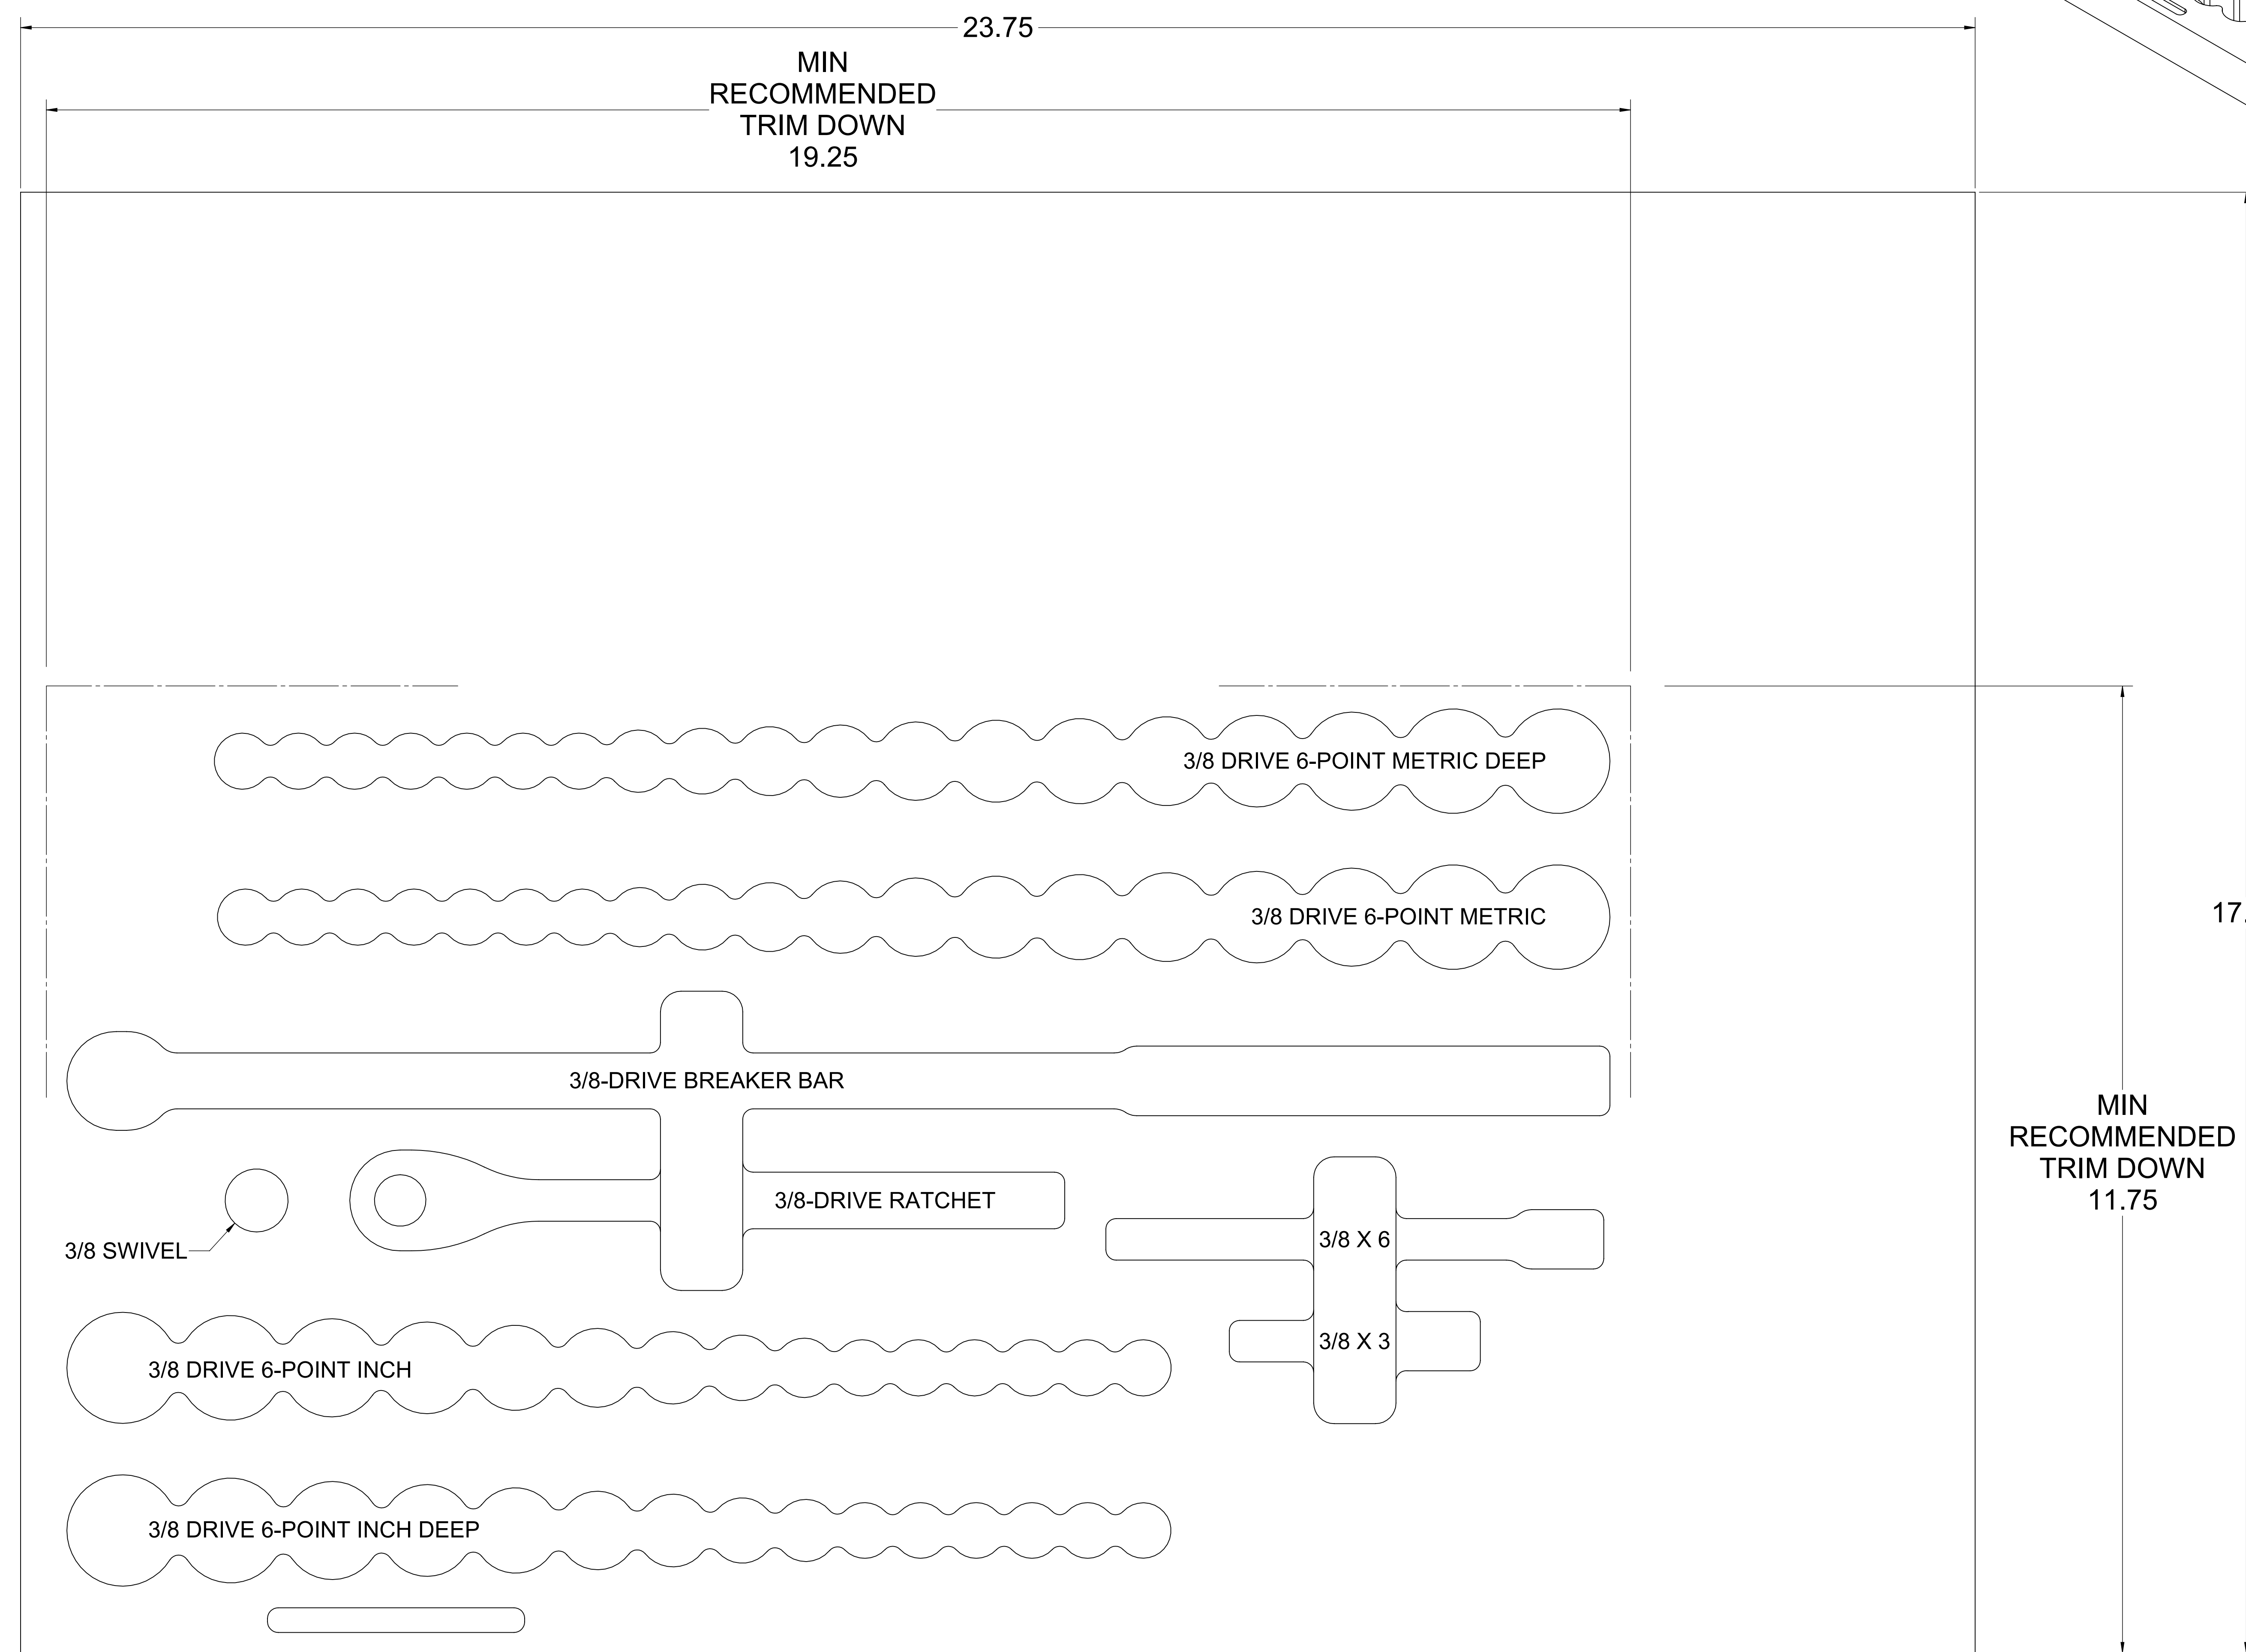 23.75
MIN
RECOMMENDED
TRIM DOWN
19.25
3/8 DRIVE 6-POINT METRIC DEEP
3/8 DRIVE 6-POINT METRIC
17.
3/8-DRIVE BREAKER BAR
MIN
RECOMMENDED
TRIM DOWN
11.75
3/8-DRIVE RATCHET
3/8 SWIVEL
3/8 X 6
3/8 X 3
3/8 DRIVE 6-POINT INCH
3/8 DRIVE 6-POINT INCH DEEP